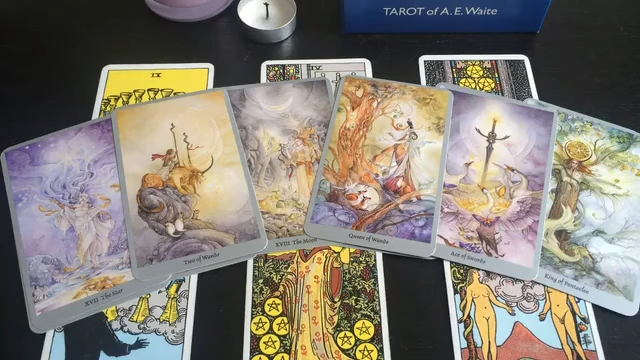 TAROT of A. E. Waite
IX
IV
XVII The Star
Two of Wands
XVIII The Moon
Queen of Wands
Ace of Swords
King of Pentacles